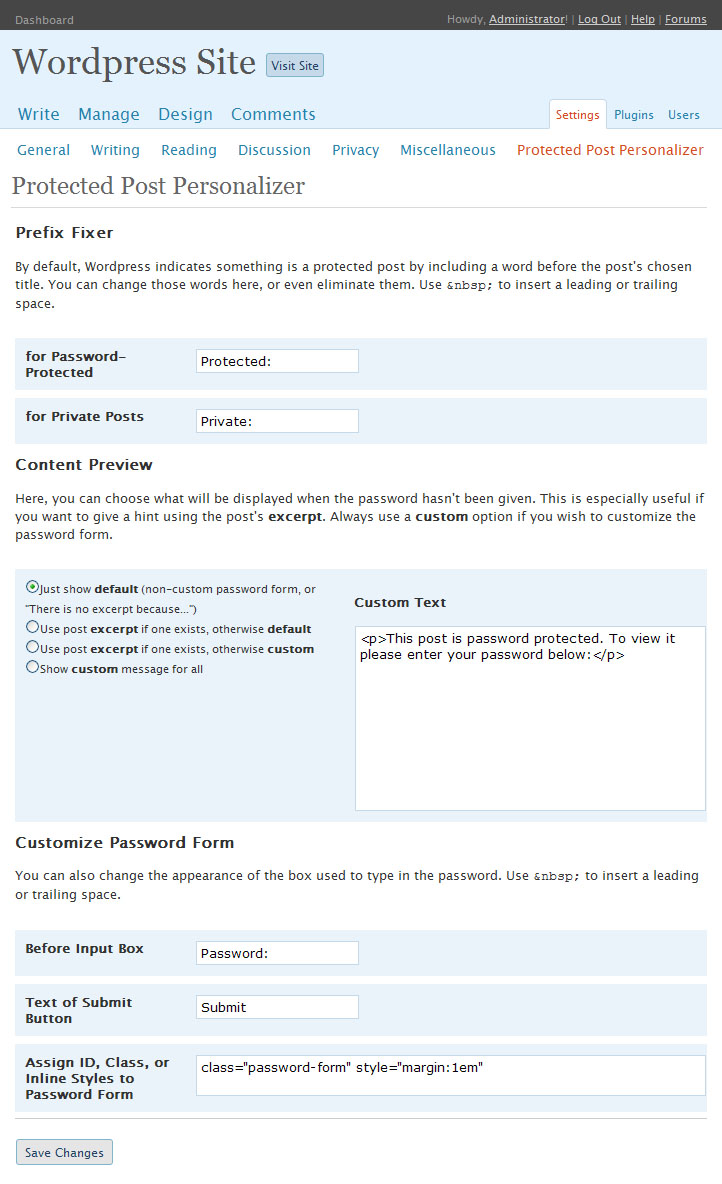 Dashboard
Howdy, Administrator! | Log Out | Help | Forums
Wordpress Site
Visit Site
Write Manage Design Comments
Settings Plugins Users
General Writing Reading Discussion Privacy Miscellaneous Protected Post Personalizer
Protected Post Personalizer
Prefix Fixer
By default, Wordpress indicates something is a protected post by including a word before the post's chosen
title. You can change those words here, or even eliminate them. Use &nbsp; to insert a leading or trailing
space.
for Password-
Protected
Protected:
for Private Posts
Private:
Content Preview
Here, you can choose what will be displayed when the password hasn't been given. This is especially useful if
you want to give a hint using the post's excerpt. Always use a custom option if you wish to customize the
password form.
Just show default (non-custom password form, or
"There is no excerpt because...")
Use post excerpt if one exists, otherwise default
Use post excerpt if one exists, otherwise custom
Show custom message for all
Custom Text
<p>This post is password protected. To view it
please enter your password below:</p>
Customize Password Form
You can also change the appearance of the box used to type in the password. Use &nbsp; to insert a leading
or trailing space.
Before Input Box
Password:
Text of Submit
Button
Submit
Assign ID, Class, or
Inline Styles to
Password Form
class="password-form" style="margin:1em"
Save Changes